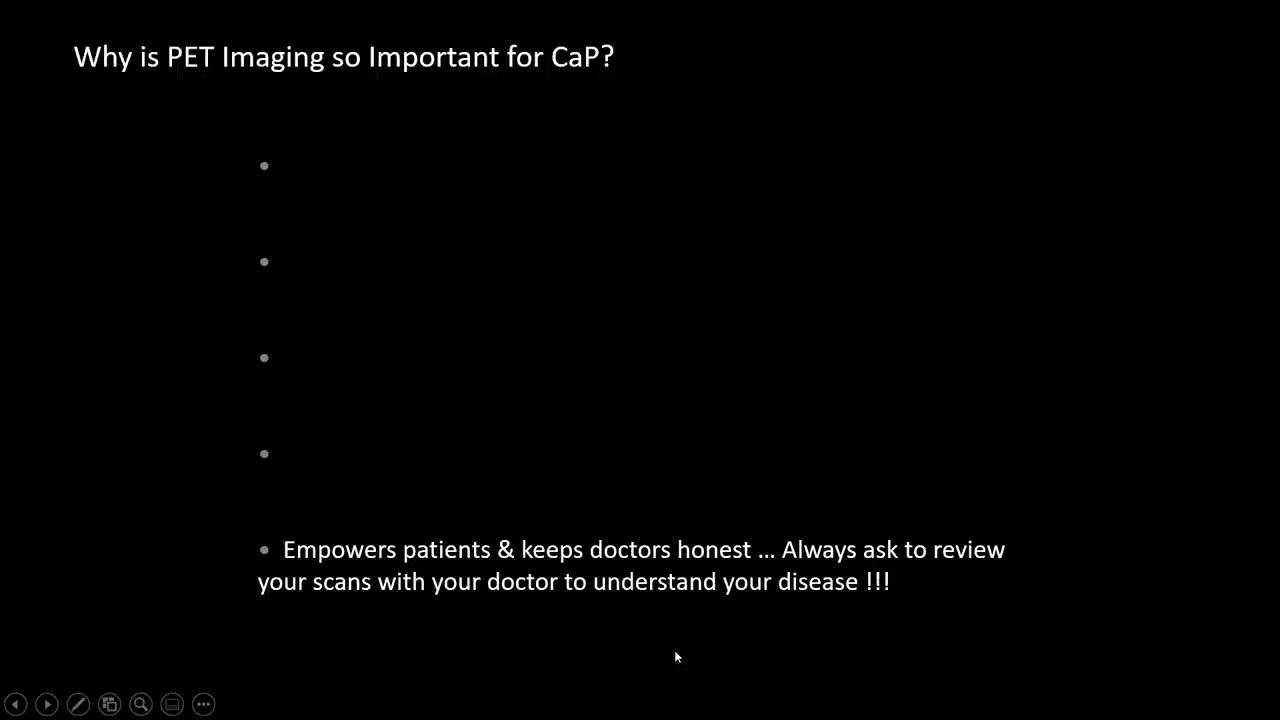 Why is PET Imaging so Important for CaP?
•
•
•
•
• Empowers patients & keeps doctors honest ... Always ask to review
your scans with your doctor to understand your disease !!!